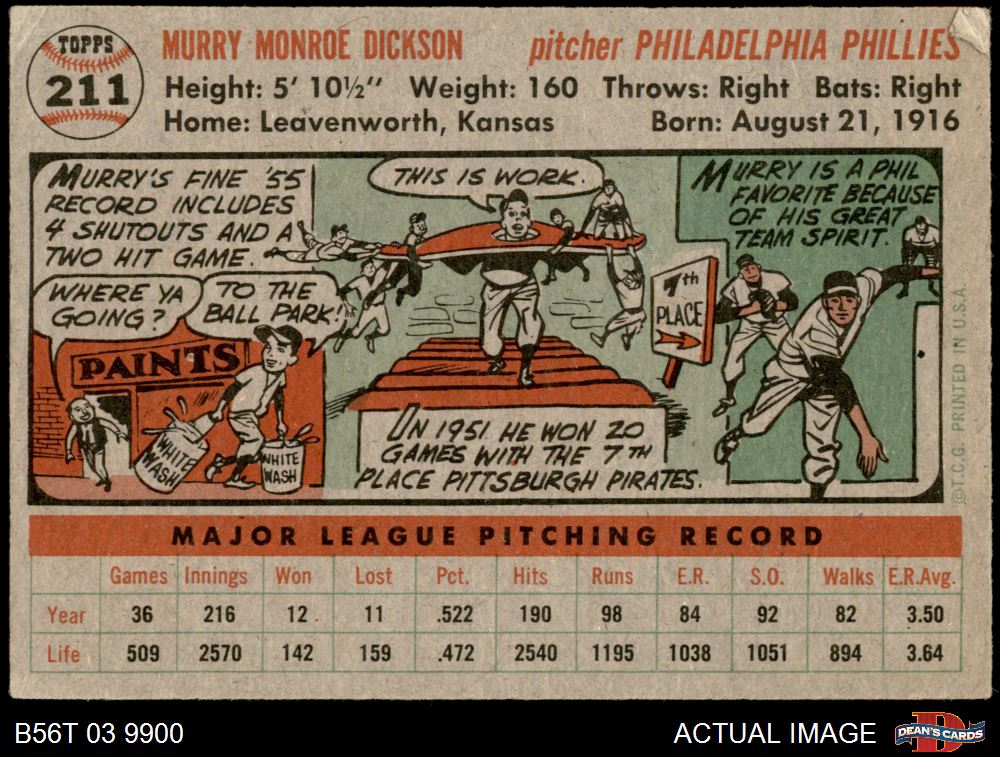 TOPPS
211
MURRY MONROE DICKSON pitcher PHILADELPHIA PHILLIES
Height: 5' 10½" Weight: 160 Throws: Right Bats: Right
Home: Leavenworth, Kansas Born: August 21, 1916
MURRY'S FINE '55
RECORD INCLUDES
4 SHUTOUTS AND A
TWO HIT GAME.
WHERE YA
GOING?
TO THE
BALL PARK!
PAINTS
WHITE
WASH
WHITE
WASH
THIS IS WORK.
7th
PLACE
IN 1951 HE WON 20
GAMES WITH THE 7TH
PLACE PITTSBURGH PIRATES.
MURRY IS A PHIL
FAVORITE BECAUSE
OF HIS GREAT
TEAM SPIRIT.
©T.C.G. PRINTED IN U.S.A.
MAJOR LEAGUE PITCHING RECORD
Games Innings Won Lost Pct. Hits Runs E.R. S.O. Walks E.R.Avg.
Year 36 216 12 11 .522 190 98 84 92 82 3.50
Life 509 2570 142 159 .472 2540 1195 1038 1051 894 3.64
B56T 03 9900 ACTUAL IMAGE
D
DEAN'S CARDS